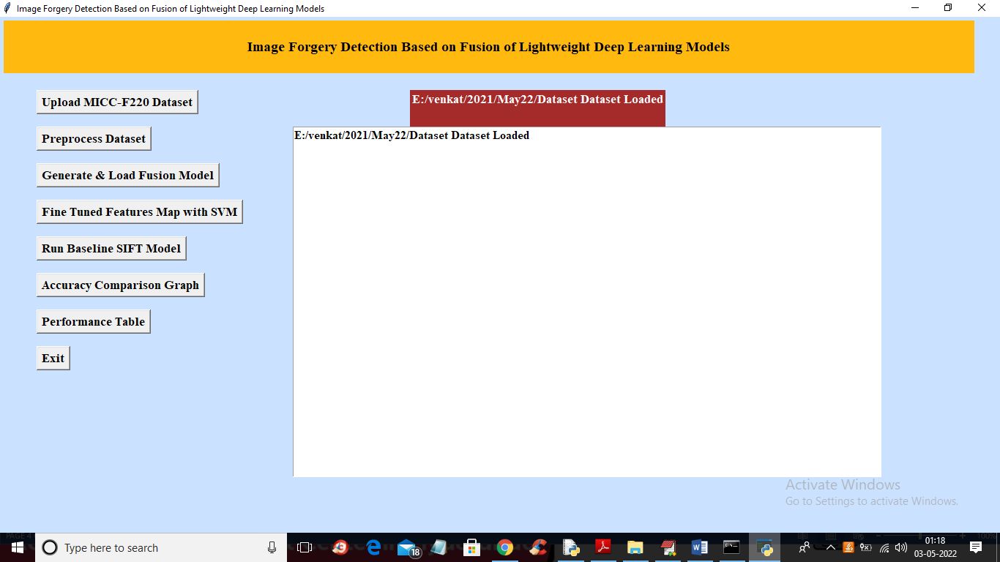 Image Forgery Detection Based on Fusion of Lightweight Deep Learning Models
Image Forgery Detection Based on Fusion of Lightweight Deep Learning Models
Upload MICC-F220 Dataset
E:/venkat/2021/May22/Dataset Dataset Loaded
Preprocess Dataset
E:/venkat/2021/May22/Dataset Dataset Loaded
Generate & Load Fusion Model
Fine Tuned Features Map with SVM
Run Baseline SIFT Model
Accuracy Comparison Graph
Performance Table
Exit
Activate Windows
Go to Settings to activate Windows.
PAGE 4
100%
Type here to search
18
01:18
03-05-2022